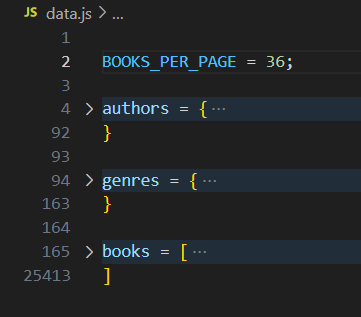 JS data.js > ...
1
2 BOOKS_PER_PAGE = 36;
3
4 > authors = { ...
92 }
93
94 > genres = { ...
163 }
164
165 > books = [ ...
25413 ]